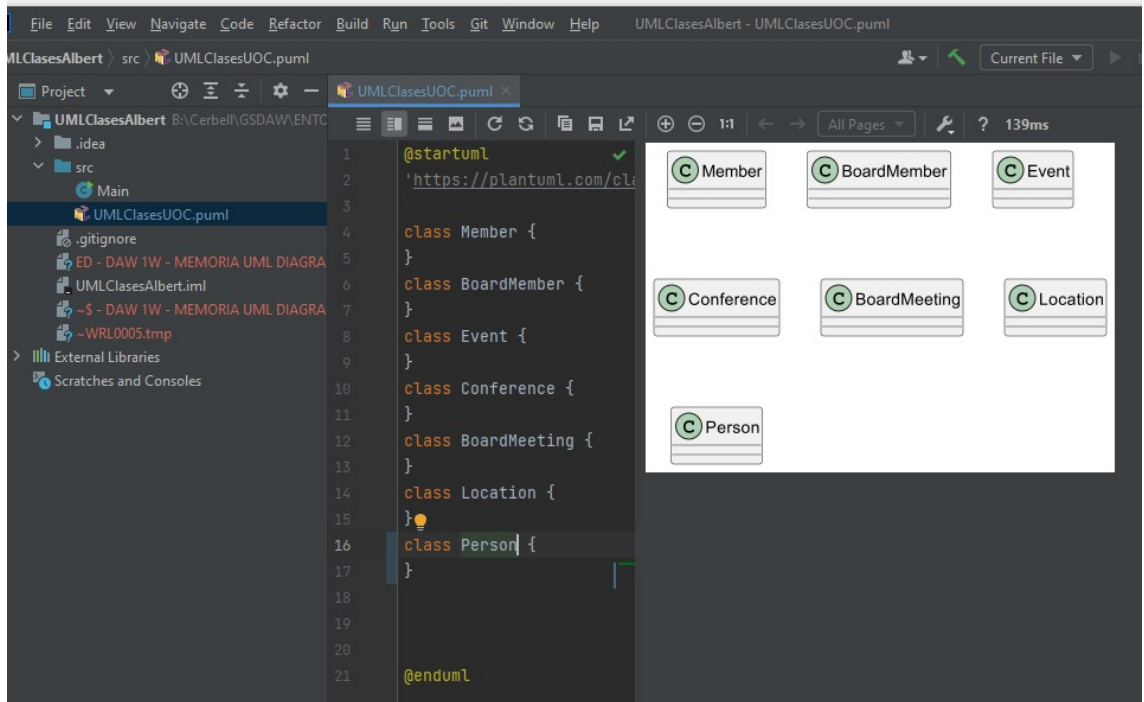 File Edit View Navigate Code Refactor Build Run Tools Git Window Help UMLClasesAlbert - UMLClasesUOC.puml
MLClasesAlbert src UMLClasesUOC.puml Current File
Project UMLClasesUOC.puml
UMLClasesAlbert B:\Cerbell\GSDAW\ENTO
1:1 All Pages ? 139ms
.idea
src
Main
UMLClasesUOC.puml
.gitignore
ED - DAW 1W - MEMORIA UML DIAGRA
UMLClasesAlbert.iml
~$ - DAW 1W - MEMORIA UML DIAGRA
~WRL0005.tmp
External Libraries
Scratches and Consoles
1 @startuml
2 'https://plantuml.com/cla
3
4 class Member {
5 }
6 class BoardMember {
7 }
8 class Event {
9 }
10 class Conference {
11 }
12 class BoardMeeting {
13 }
14 class Location {
15 }
16 class Person {
17 }
18
19
20
21 @enduml
C Member C BoardMember C Event
C Conference C BoardMeeting C Location
C Person